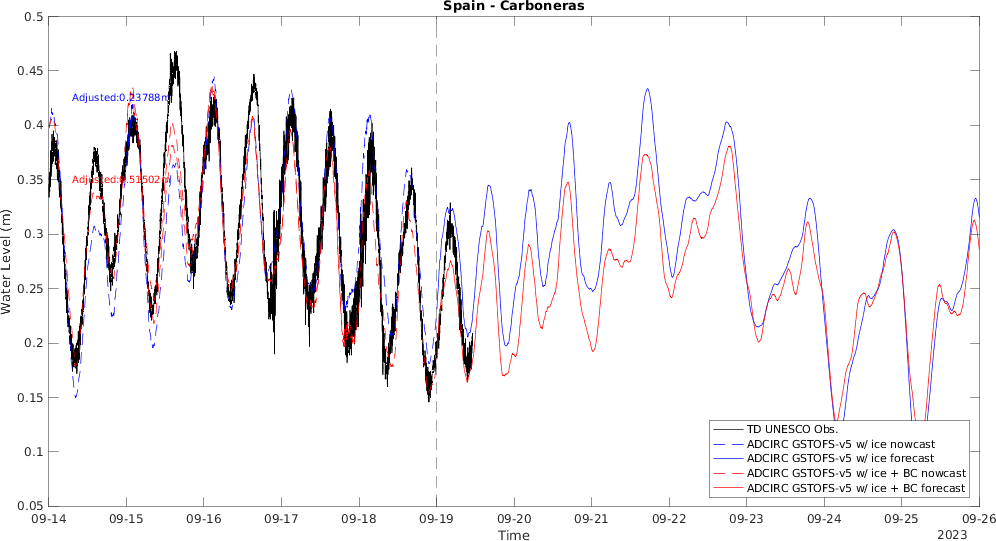 Spain - Carboneras
0.5
0.45
0.4
0.35
0.3
0.25
0.2
0.15
0.1
0.05
Water Level (m)
Adjusted:0.23788m
Adjusted:0.51502m
TD UNESCO Obs.
ADCIRC GSTOFS-v5 w/ ice nowcast
ADCIRC GSTOFS-v5 w/ ice forecast
ADCIRC GSTOFS-v5 w/ ice + BC nowcast
ADCIRC GSTOFS-v5 w/ ice + BC forecast
09-14 09-15 09-16 09-17 09-18 09-19 09-20 09-21 09-22 09-23 09-24 09-25 09-26
Time
2023